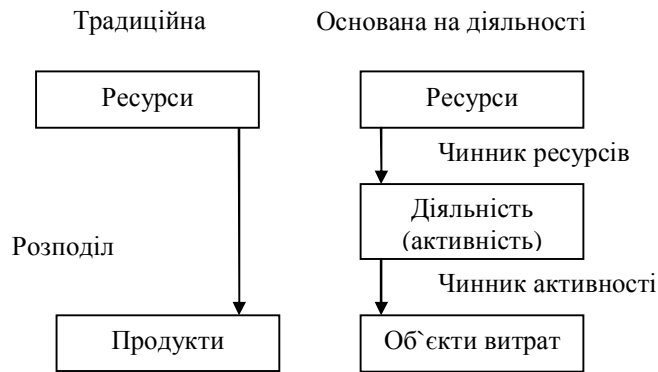 Традиційна
Основана на діяльності
Ресурси
Ресурси
Чинник ресурсів
Діяльність
(активність)
Розподіл
Чинник активності
Продукти
Об`єкти витрат